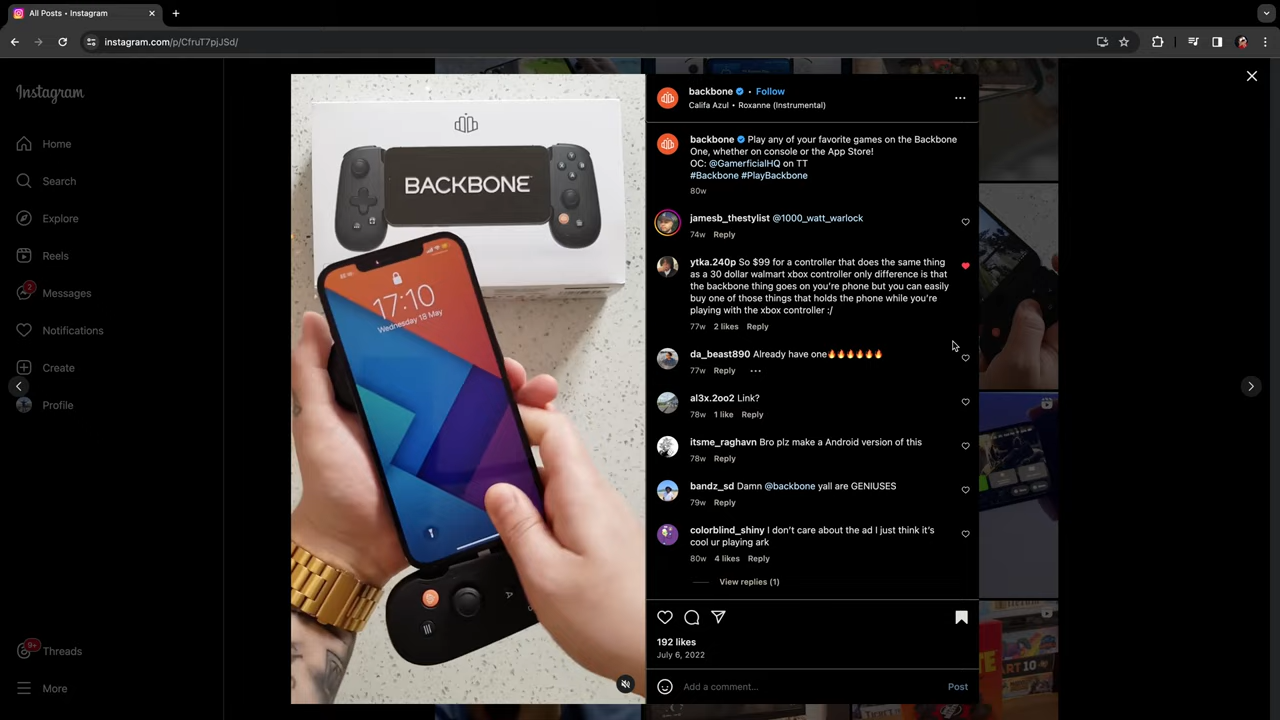 All Posts • Instagram
instagram.com/p/CfruT7pjJSd/
Instagram
Home
Search
Explore
Reels
2
Messages
Notifications
Create
Profile
9+
Threads
More
BACKBONE
17:10
Wednesday 18 May
backbone • Follow
Califa Azul • Roxanne (Instrumental)
backbone Play any of your favorite games on the Backbone
One, whether on console or the App Store!
OC: @GamerficialHQ on TT
#Backbone #PlayBackbone
80w
jamesb_thestylist @1000_watt_warlock
74w Reply
ytka.240p So $99 for a controller that does the same thing
as a 30 dollar walmart xbox controller only difference is that
the backbone thing goes on you're phone but you can easily
buy one of those things that holds the phone while you're
playing with the xbox controller :/
77w 2 likes Reply
da_beast890 Already have one🔥🔥🔥🔥🔥🔥
77w Reply •••
al3x.2oo2 Link?
78w 1 like Reply
itsme_raghavn Bro plz make a Android version of this
78w Reply
bandz_sd Damn @backbone yall are GENIUSES
79w Reply
colorblind_shiny I don't care about the ad I just think it's
cool ur playing ark
80w 4 likes Reply
View replies (1)
192 likes
July 6, 2022
Add a comment...
Post